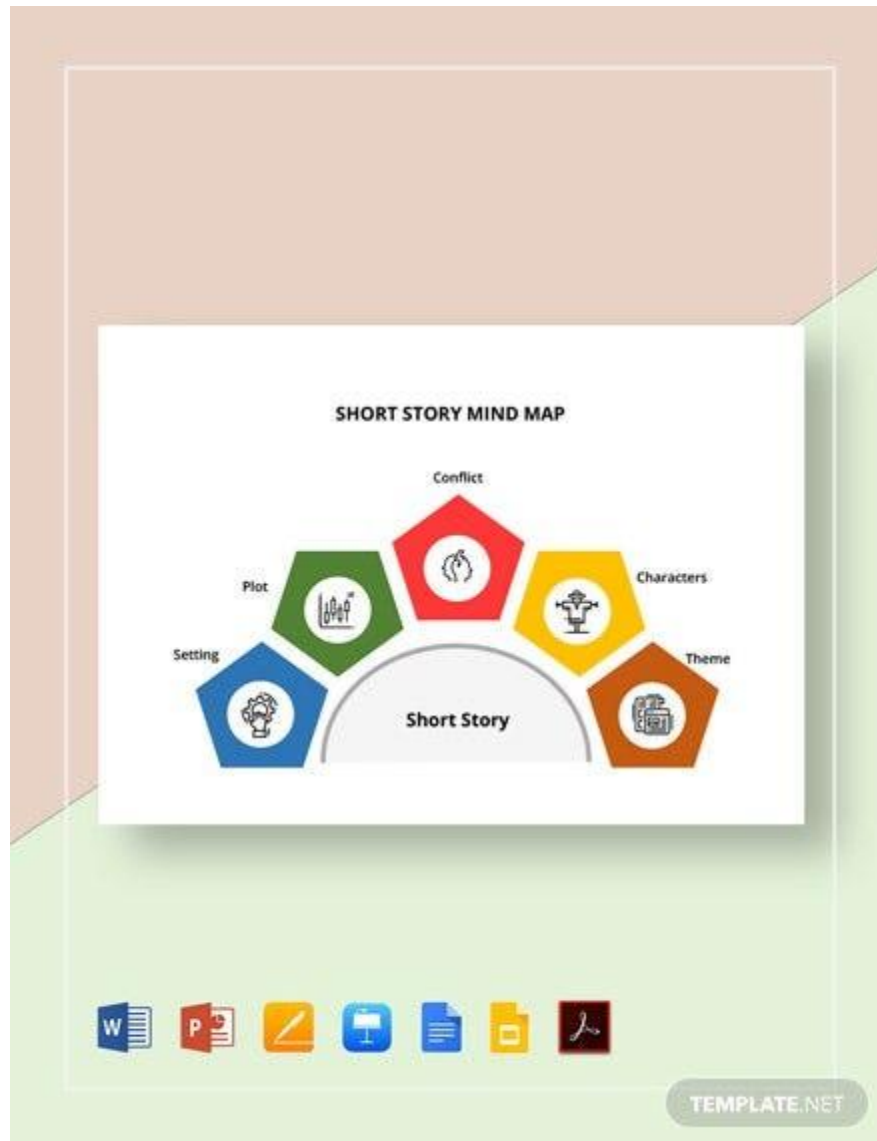 SHORT STORY MIND MAP
Conflict
Plot
Characters
Setting
Theme
Short Story
W
P
TEMPLATE.NET